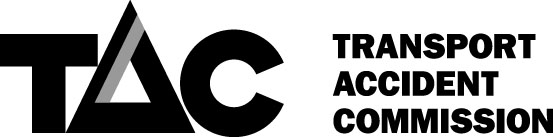 TAC
TRANSPORT
ACCIDENT
COMMISSION